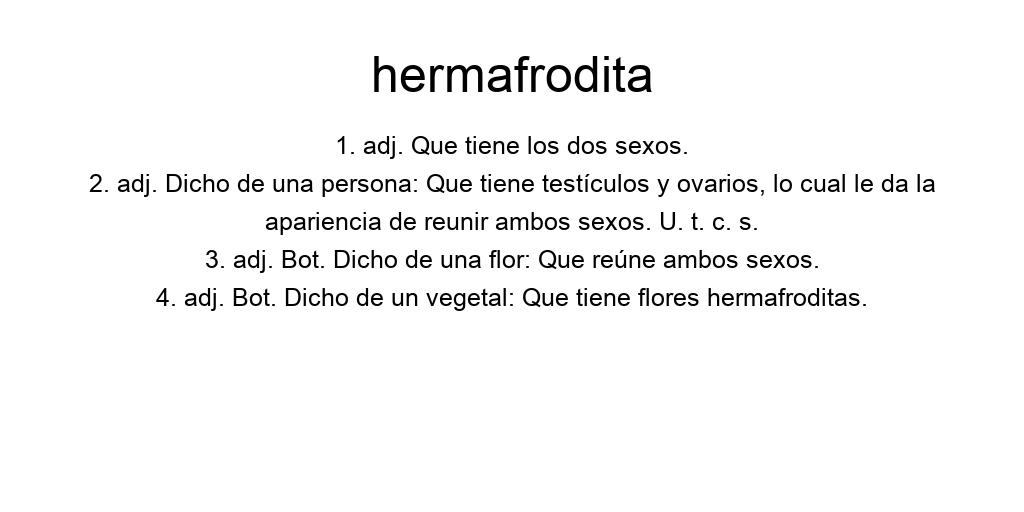 hermafrodita
1. adj. Que tiene los dos sexos.
2. adj. Dicho de una persona: Que tiene testículos y ovarios, lo cual le da la
apariencia de reunir ambos sexos. U. t. c. s.
3. adj. Bot. Dicho de una flor: Que reúne ambos sexos.
4. adj. Bot. Dicho de un vegetal: Que tiene flores hermafroditas.